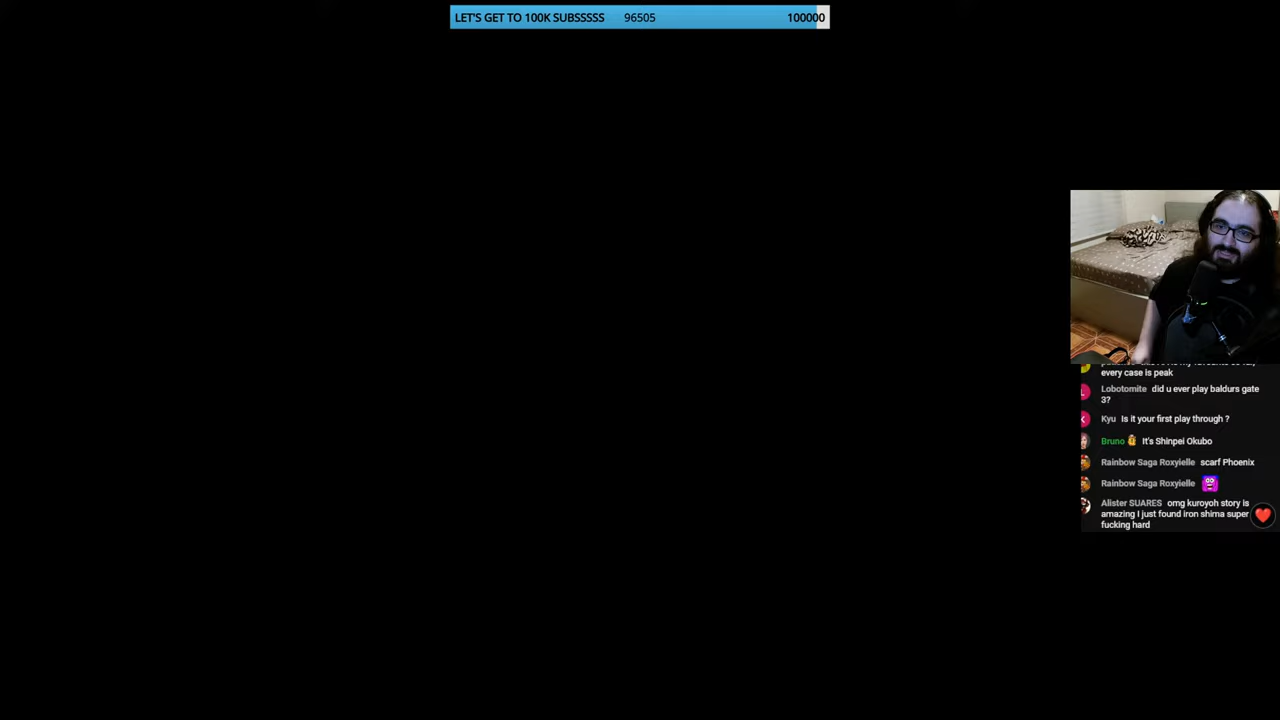 LET'S GET TO 100K SUBSSSSS 96505 100000
every case is peak
Lobotomite did u ever play baldurs gate
3?
Kyu Is it your first play through ?
Bruno It's Shinpei Okubo
Rainbow Saga Roxyielle scarf Phoenix
Rainbow Saga Roxyielle
Alister SUARES omg kuroyoh story is
amazing I just found iron shima super
fucking hard